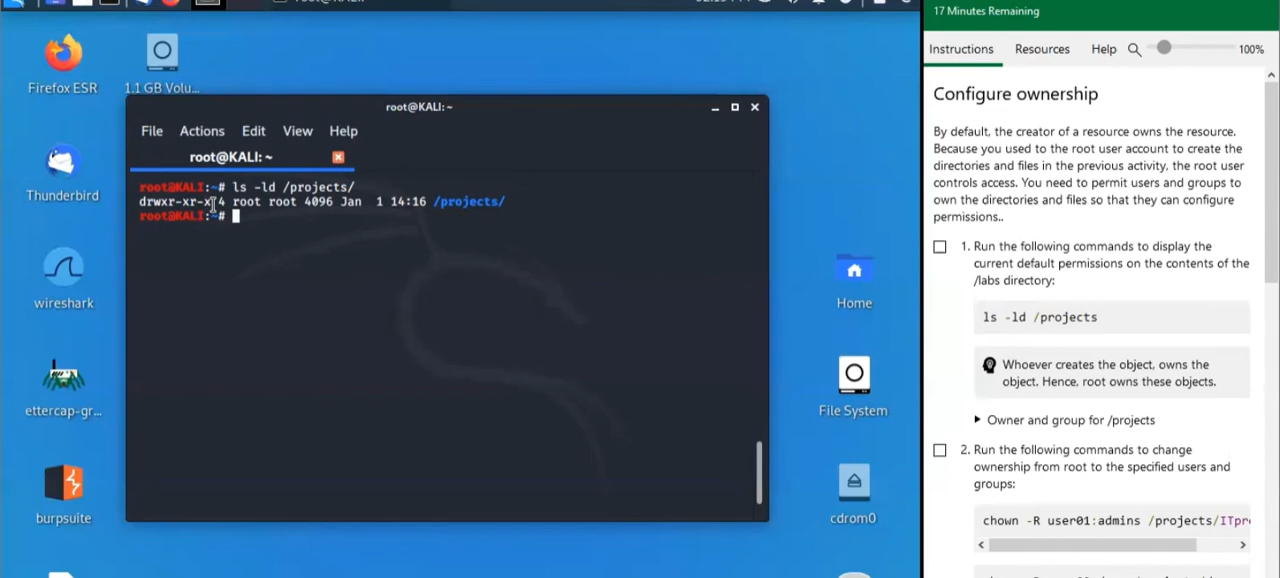 17 Minutes Remaining
Instructions Resources Help 100%
Firefox ESR
1.1 GB Volu...
root@KALI:~
File Actions Edit View Help
root@KALI: ~
root@KALI:~# ls -ld /projects/
drwxr-xr-x 4 root root 4096 Jan 1 14:16 /projects/
root@KALI:~#
Thunderbird
wireshark
ettercap-gr...
burpsuite
Home
File System
cdrom0
Configure ownership
By default, the creator of a resource owns the resource.
Because you used to the root user account to create the
directories and files in the previous activity, the root user
controls access. You need to permit users and groups to
own the directories and files so that they can configure
permissions..
1. Run the following commands to display the
current default permissions on the contents of the
/labs directory:
ls -ld /projects
Whoever creates the object, owns the
object. Hence, root owns these objects.
Owner and group for /projects
2. Run the following commands to change
ownership from root to the specified users and
groups:
chown -R user01:admins /projects/ITpr